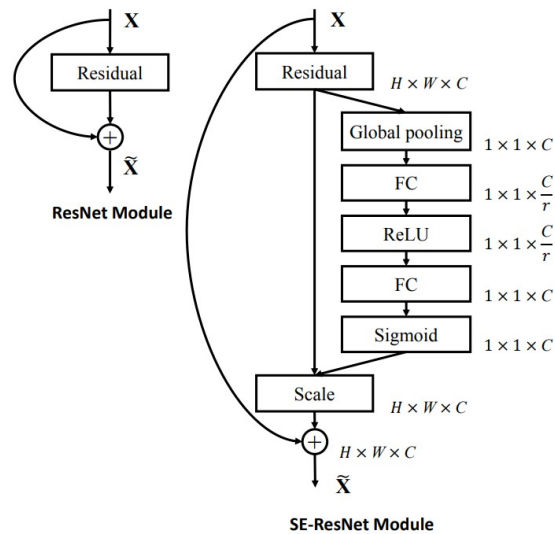 X
Residual
+
X̃
ResNet Module
X
Residual
H × W × C
Global pooling
1 × 1 × C
FC
1 × 1 × C/r
ReLU
1 × 1 × C/r
FC
1 × 1 × C
Sigmoid
1 × 1 × C
Scale
H × W × C
+
H × W × C
X̃
SE-ResNet Module